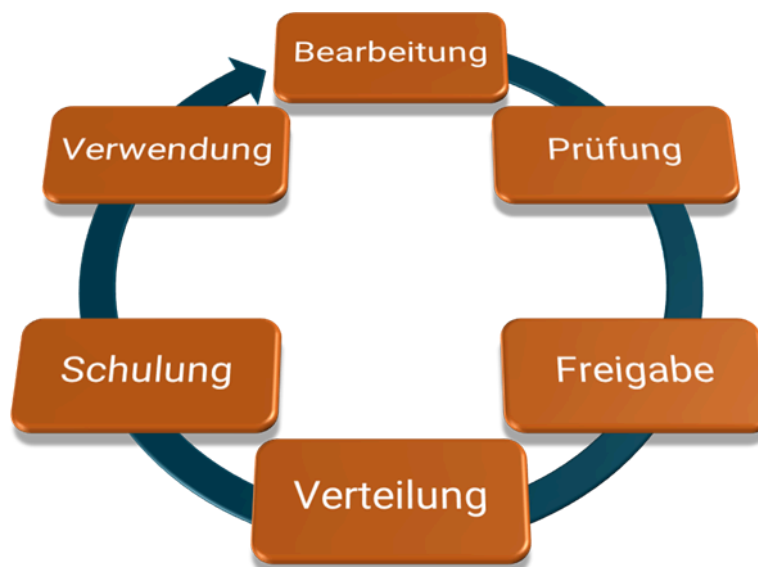 Bearbeitung
Prüfung
Freigabe
Verteilung
Schulung
Verwendung